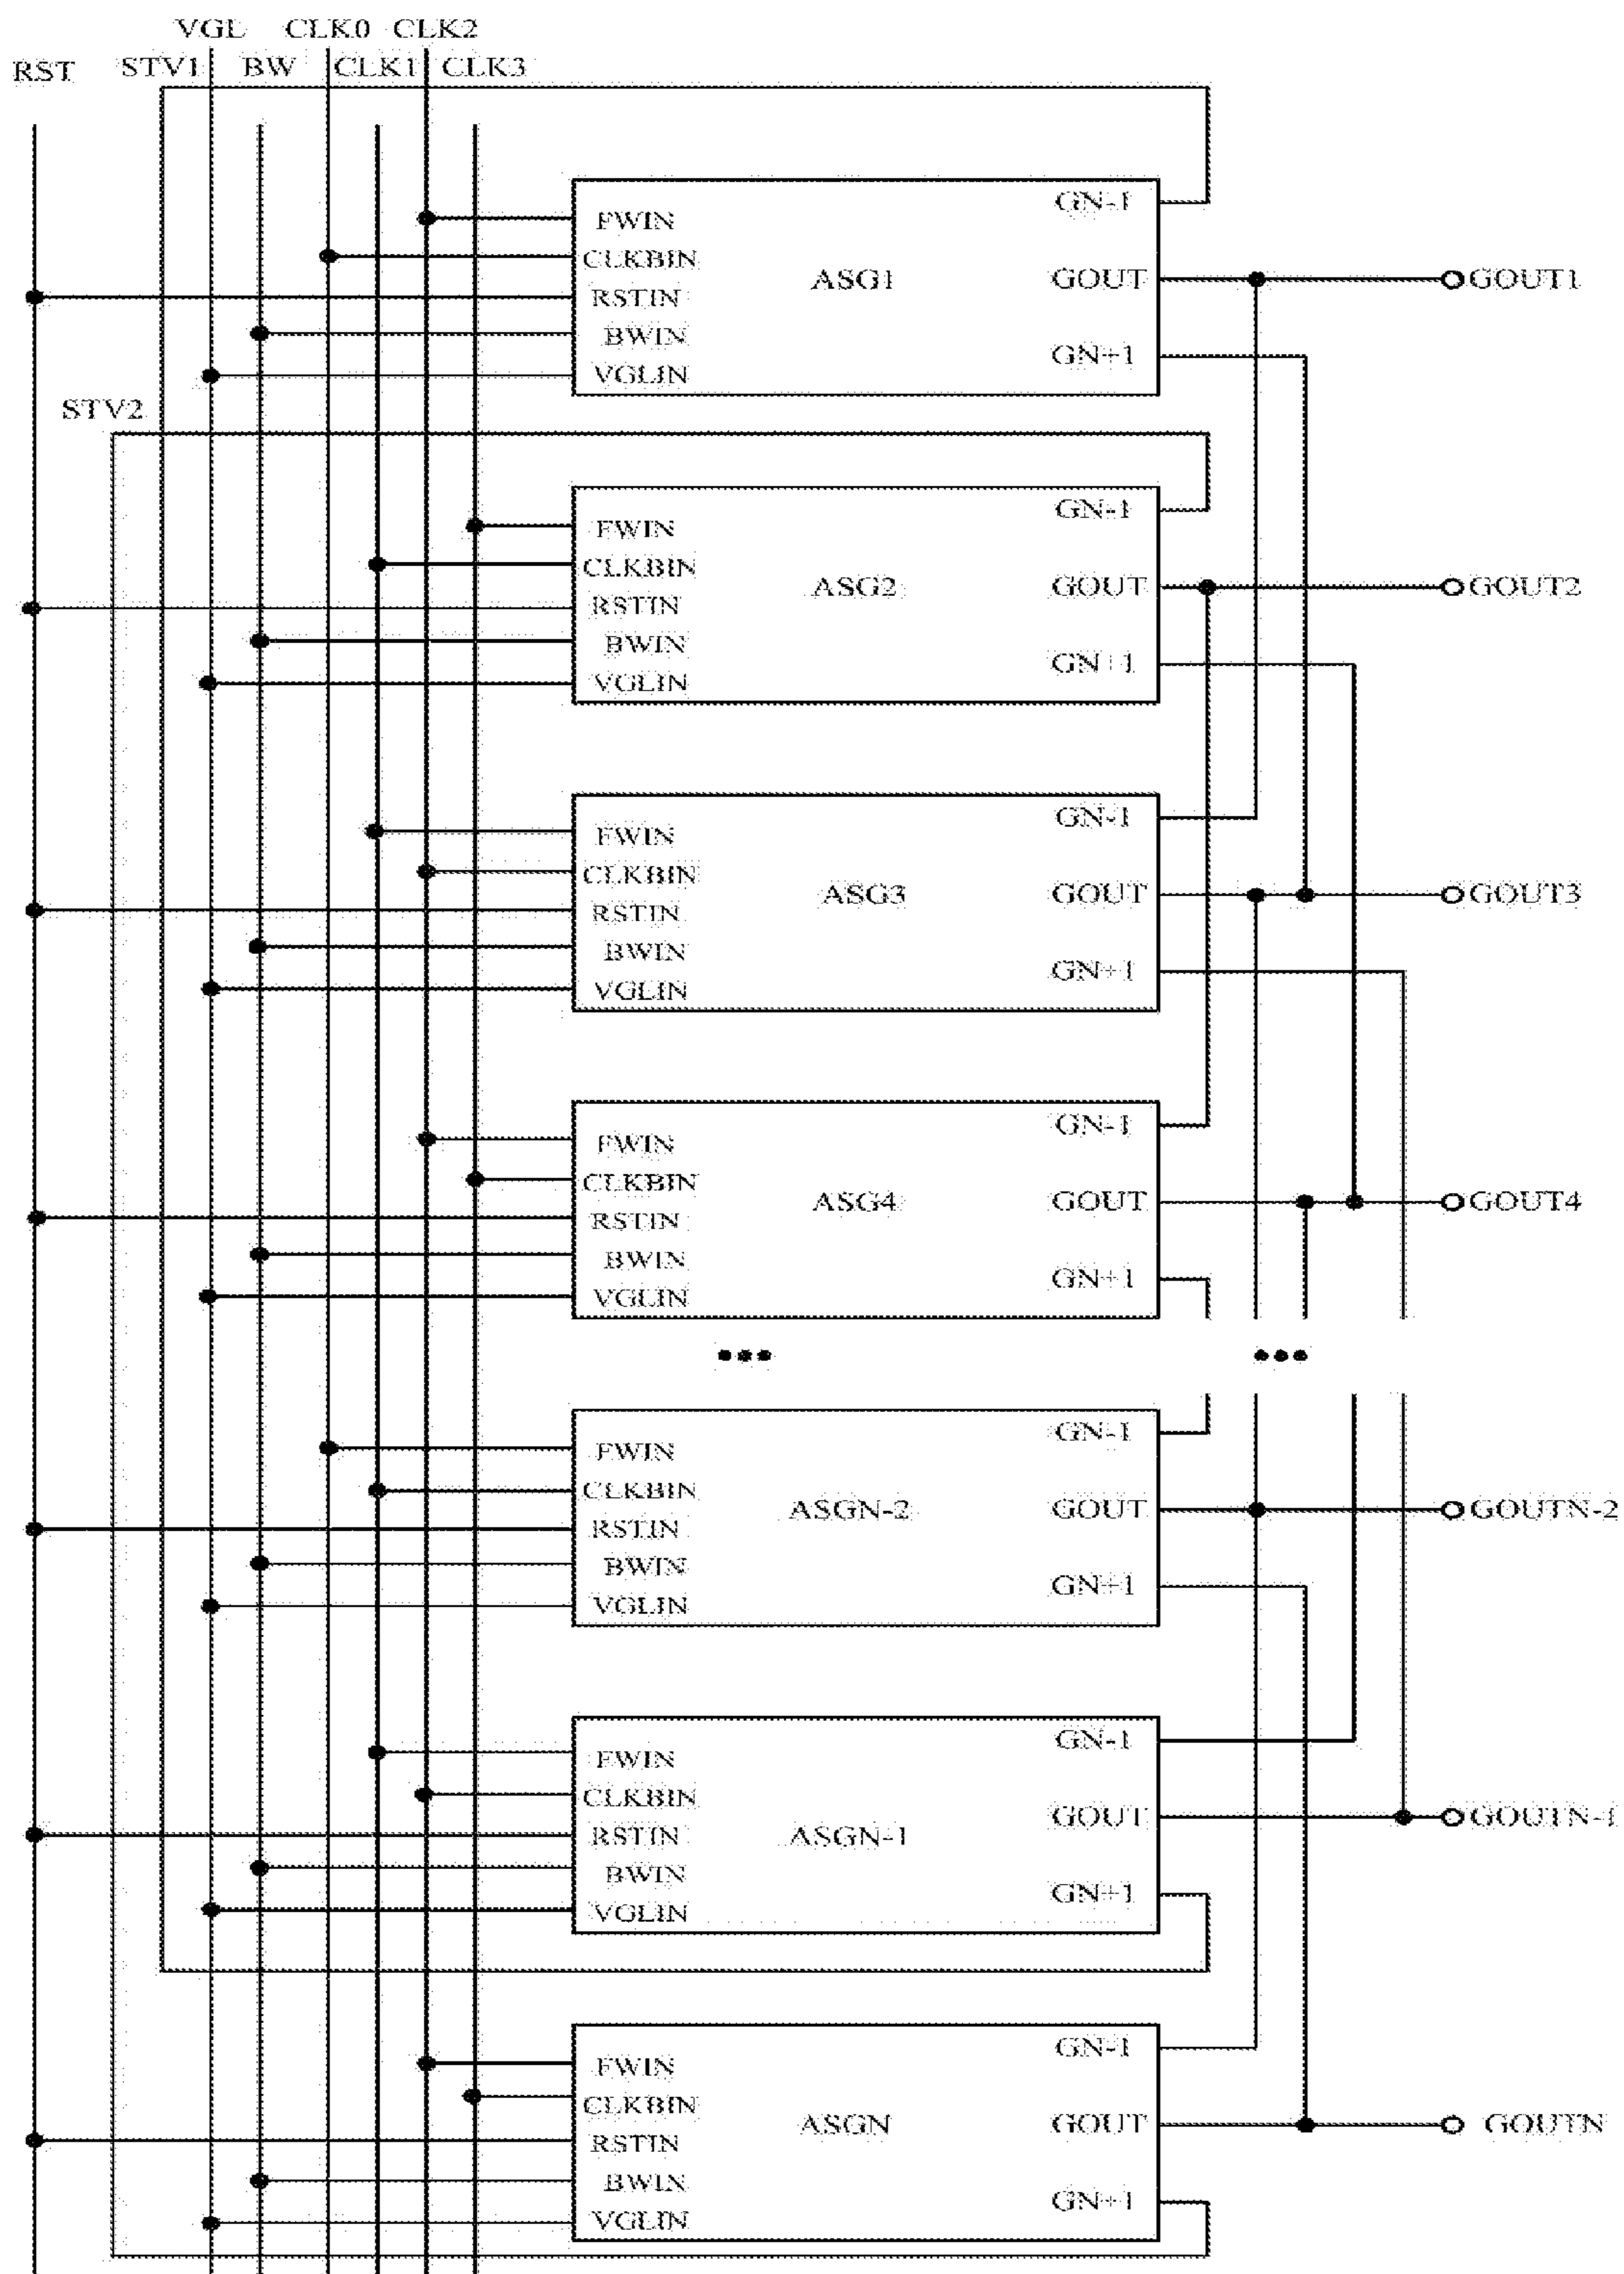 VGL CLK0 CLK2
RST STV1 BW CLK1 CLK3
GN-1
FWIN
CLKBIN
RSTIN
BWIN
VGLIN
ASG1
GOUT
GOUT1
GN+1
STV2
GN-1
FWIN
CLKBIN
RSTIN
BWIN
VGLIN
ASG2
GOUT
GOUT2
GN+1
GN-1
FWIN
CLKBIN
RSTIN
BWIN
VGLIN
ASG3
GOUT
GOUT3
GN+1
GN-1
FWIN
CLKBIN
RSTIN
BWIN
VGLIN
ASG4
GOUT
GOUT4
GN+1
••• •••
GN-1
FWIN
CLKBIN
RSTIN
BWIN
VGLIN
ASGN-2
GOUT
GOUTN-2
GN+1
GN-1
FWIN
CLKBIN
RSTIN
BWIN
VGLIN
ASGN-1
GOUT
GOUTN-1
GN+1
GN-1
FWIN
CLKBIN
RSTIN
BWIN
VGLIN
ASGN
GOUT
GOUTN
GN+1